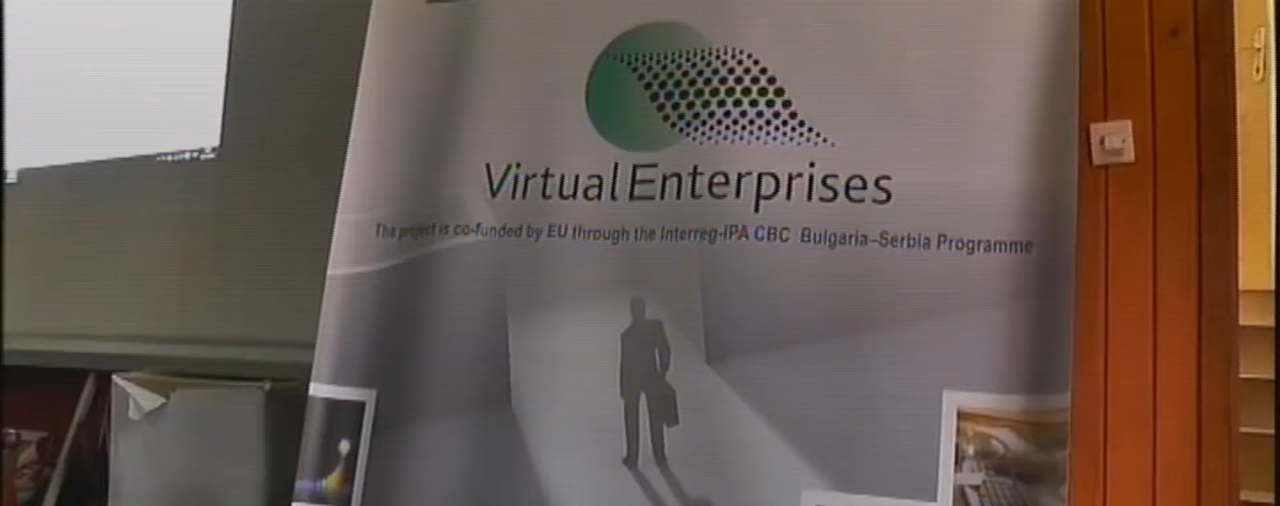 Virtual Enterprises
The project is co-funded by EU through the Interreg-IPA CBC Bulgaria–Serbia Programme